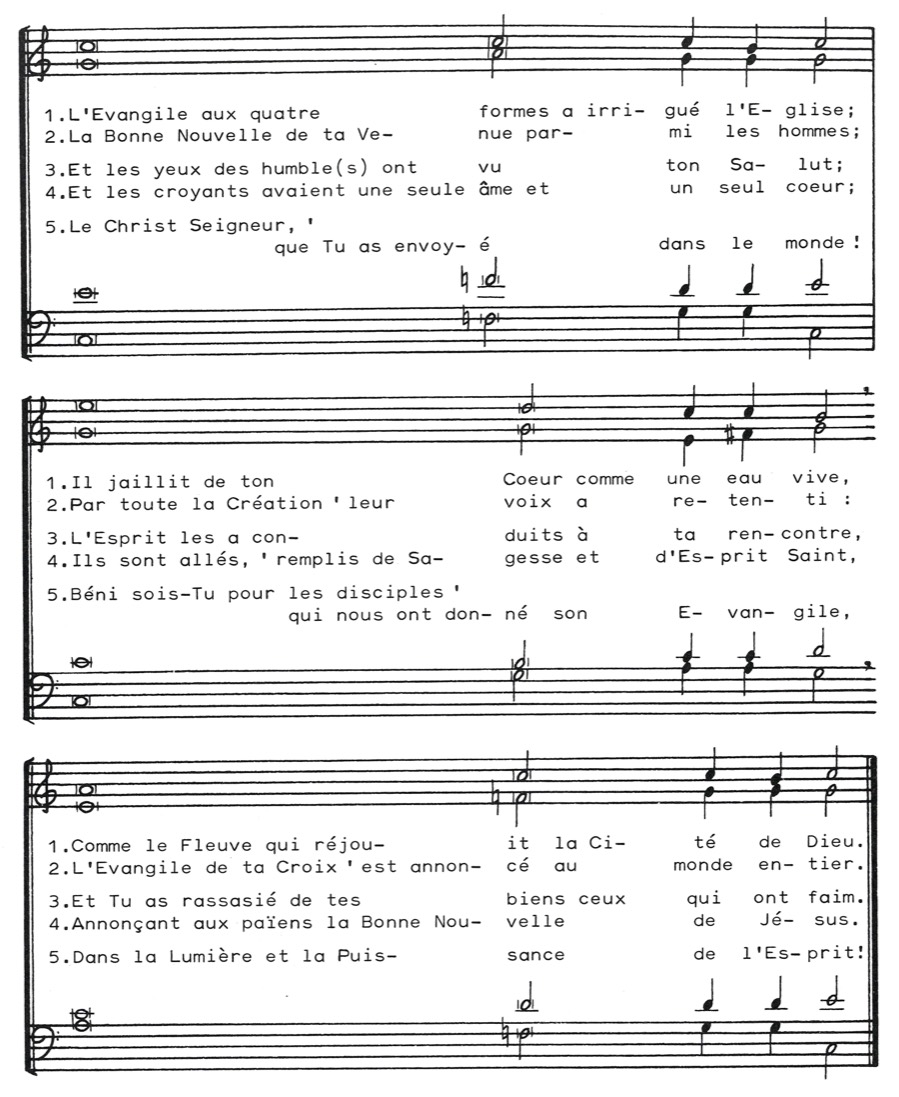 1.L'Evangile aux quatre formes a irri- gué l'E- glise;
2.La Bonne Nouvelle de ta Ve- nue par- mi les hommes;
3.Et les yeux des humble(s) ont vu ton Sa- lut;
4.Et les croyants avaient une seule âme et un seul coeur;
5.Le Christ Seigneur, '
que Tu as envoy- é dans le monde!
1.Il jaillit de ton Coeur comme une eau vive,
2.Par toute la Création ' leur voix a re- ten- ti :
3.L'Esprit les a con- duits à ta ren- contre,
4.Ils sont allés, ' remplis de Sa- gesse et d'Es- prit Saint,
5.Béni sois-Tu pour les disciples '
qui nous ont don- né son E- van- gile,
1.Comme le Fleuve qui réjou- it la Ci- té de Dieu.
2.L'Evangile de ta Croix ' est annon- cé au monde en- tier.
3.Et Tu as rassasié de tes biens ceux qui ont faim.
4.Annonçant aux païens la Bonne Nou- velle de Jé- sus.
5.Dans la Lumière et la Puis- sance de l'Es- prit!